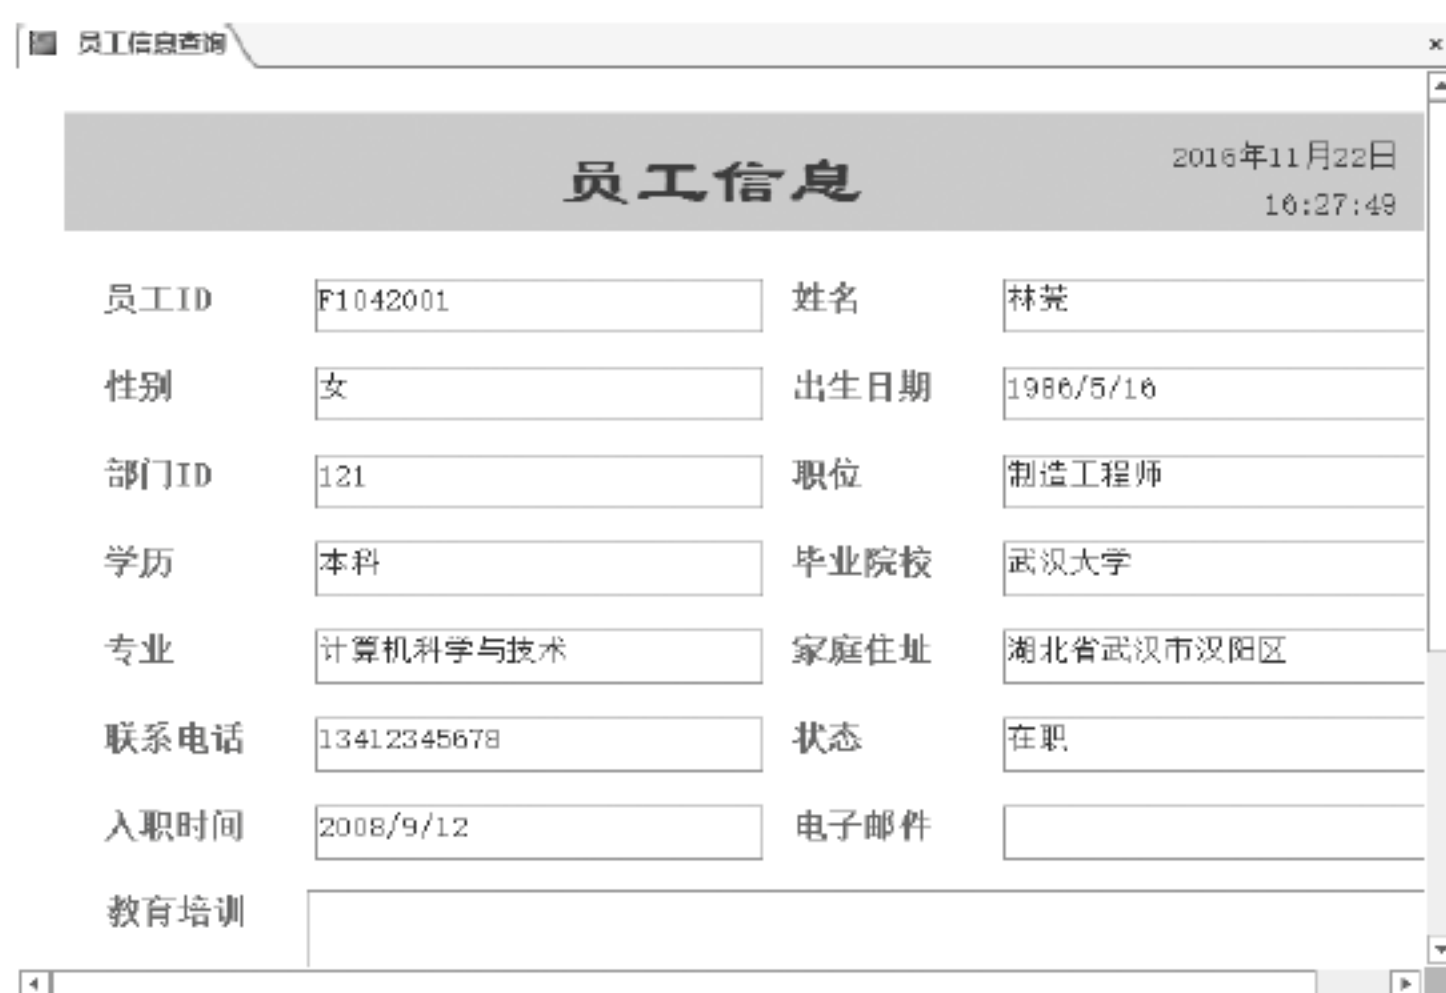 员工信息查询
员工信息
2016年11月22日
16:27:49
员工ID F1042001 姓名 林莞
性别 女 出生日期 1986/5/16
部门ID 121 职位 制造工程师
学历 本科 毕业院校 武汉大学
专业 计算机科学与技术 家庭住址 湖北省武汉市汉阳区
联系电话 13412345678 状态 在职
入职时间 2008/9/12 电子邮件
教育培训